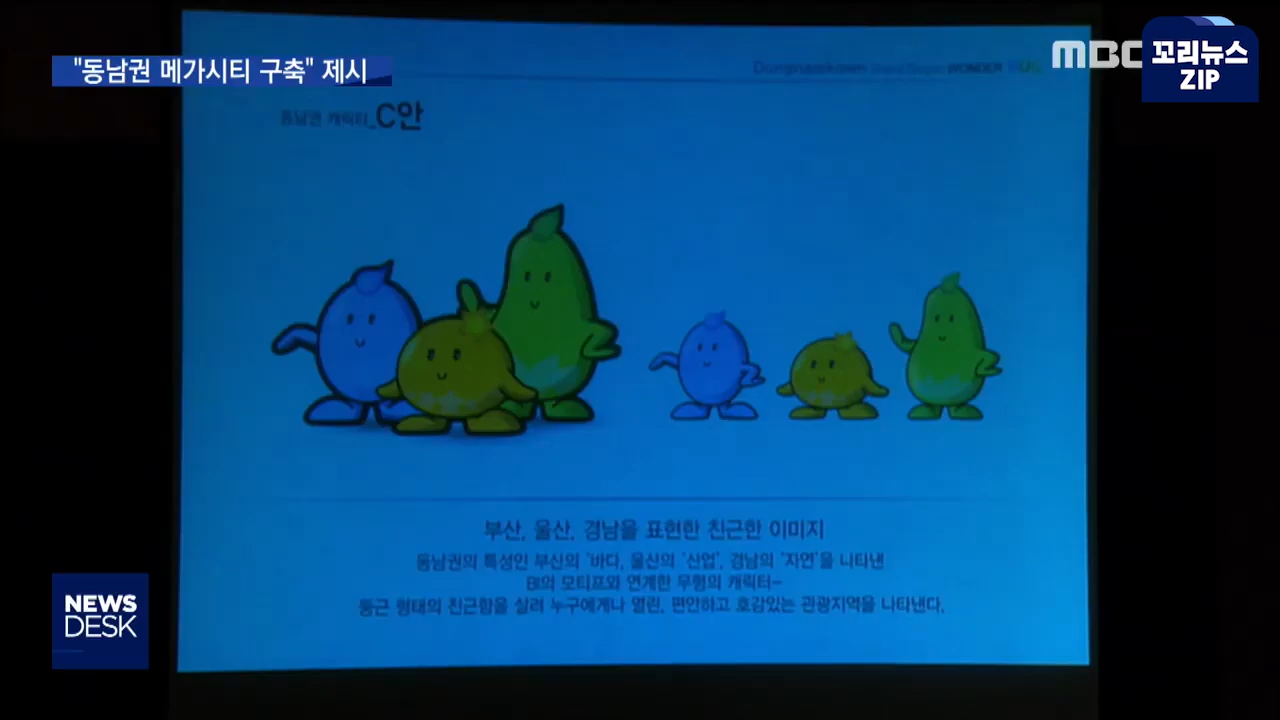 "동남권 메가시티 구축" 제시
MBC
꼬리뉴스
ZIP
동남권 캐릭터_C안
부산, 울산, 경남을 표현한 친근한 이미지
동남권의 특성인 부산의 '바다, 울산의 '산업', 경남의 '자연'을 나타낸
BI의 모티프와 연계한 무형의 캐릭터-
둥근 형태의 친근함을 살려 누구에게나 열린, 편안하고 호감있는 관광지역을 나타낸다.
NEWS
DESK